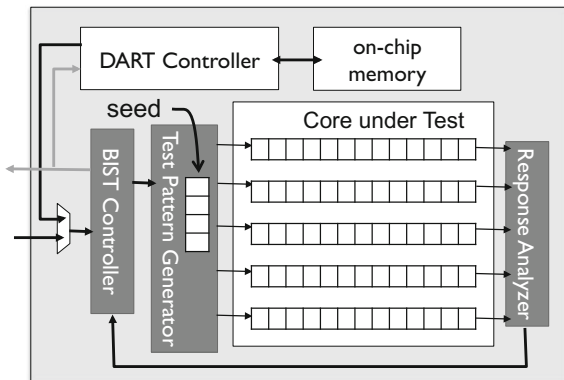 DART Controller
on-chip
memory
seed
Core under Test
BIST Controller
Test Pattern Generator
Response Analyzer